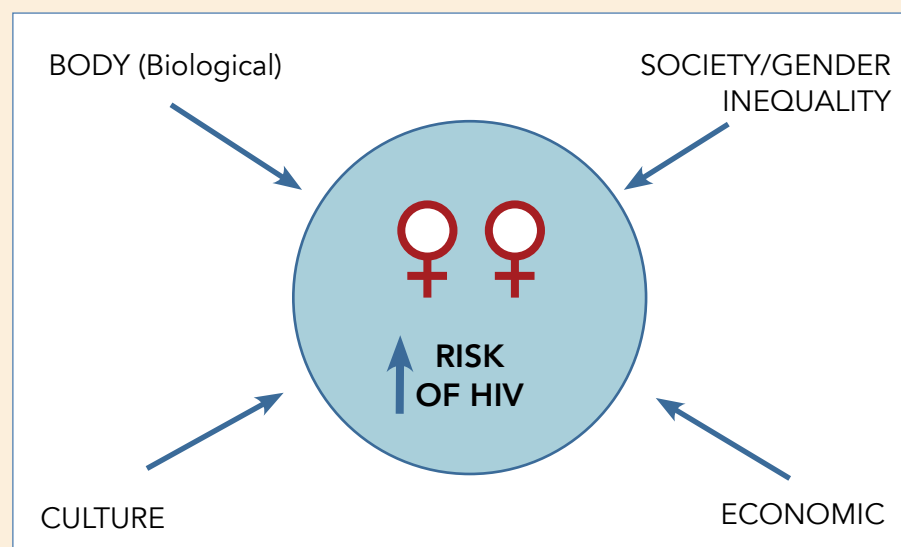 BODY (Biological)
SOCIETY/GENDER
INEQUALITY
RISK
OF HIV
CULTURE
ECONOMIC